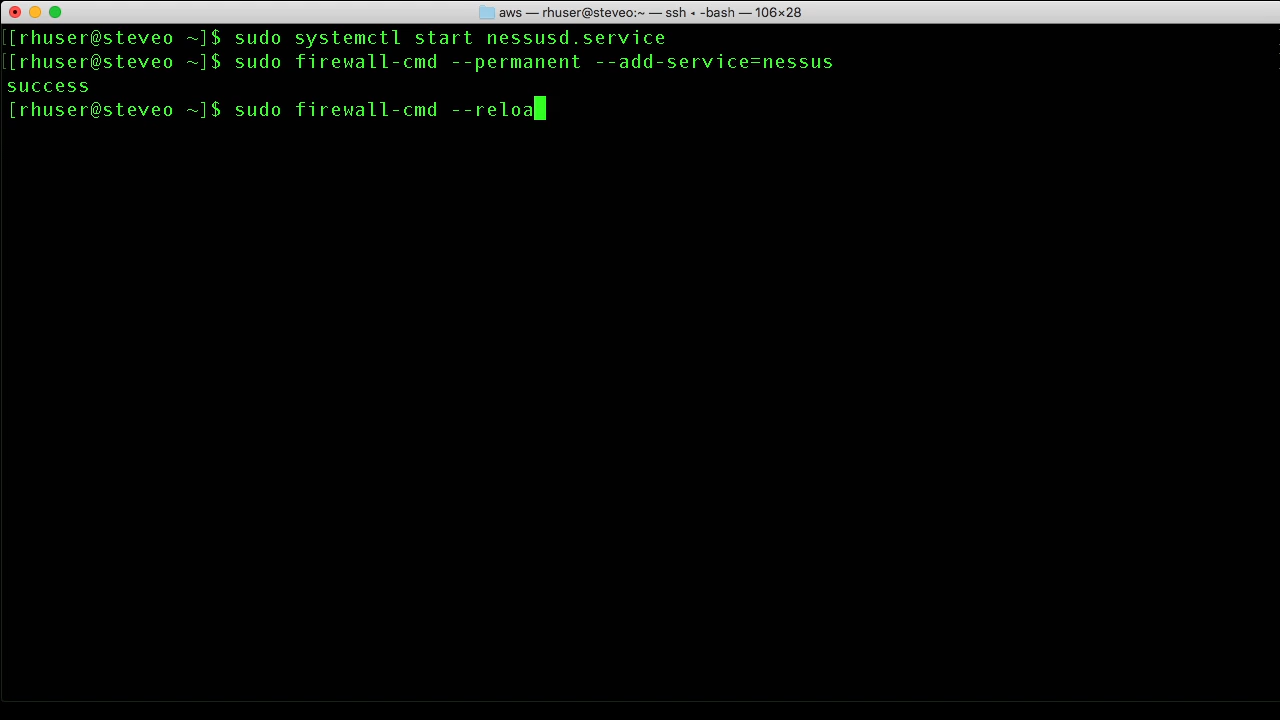 aws — rhuser@steveo:~ — ssh ◂ -bash — 106×28
[[rhuser@steveo ~]$ sudo systemctl start nessusd.service
[[rhuser@steveo ~]$ sudo firewall-cmd --permanent --add-service=nessus
success
[rhuser@steveo ~]$ sudo firewall-cmd --reloa